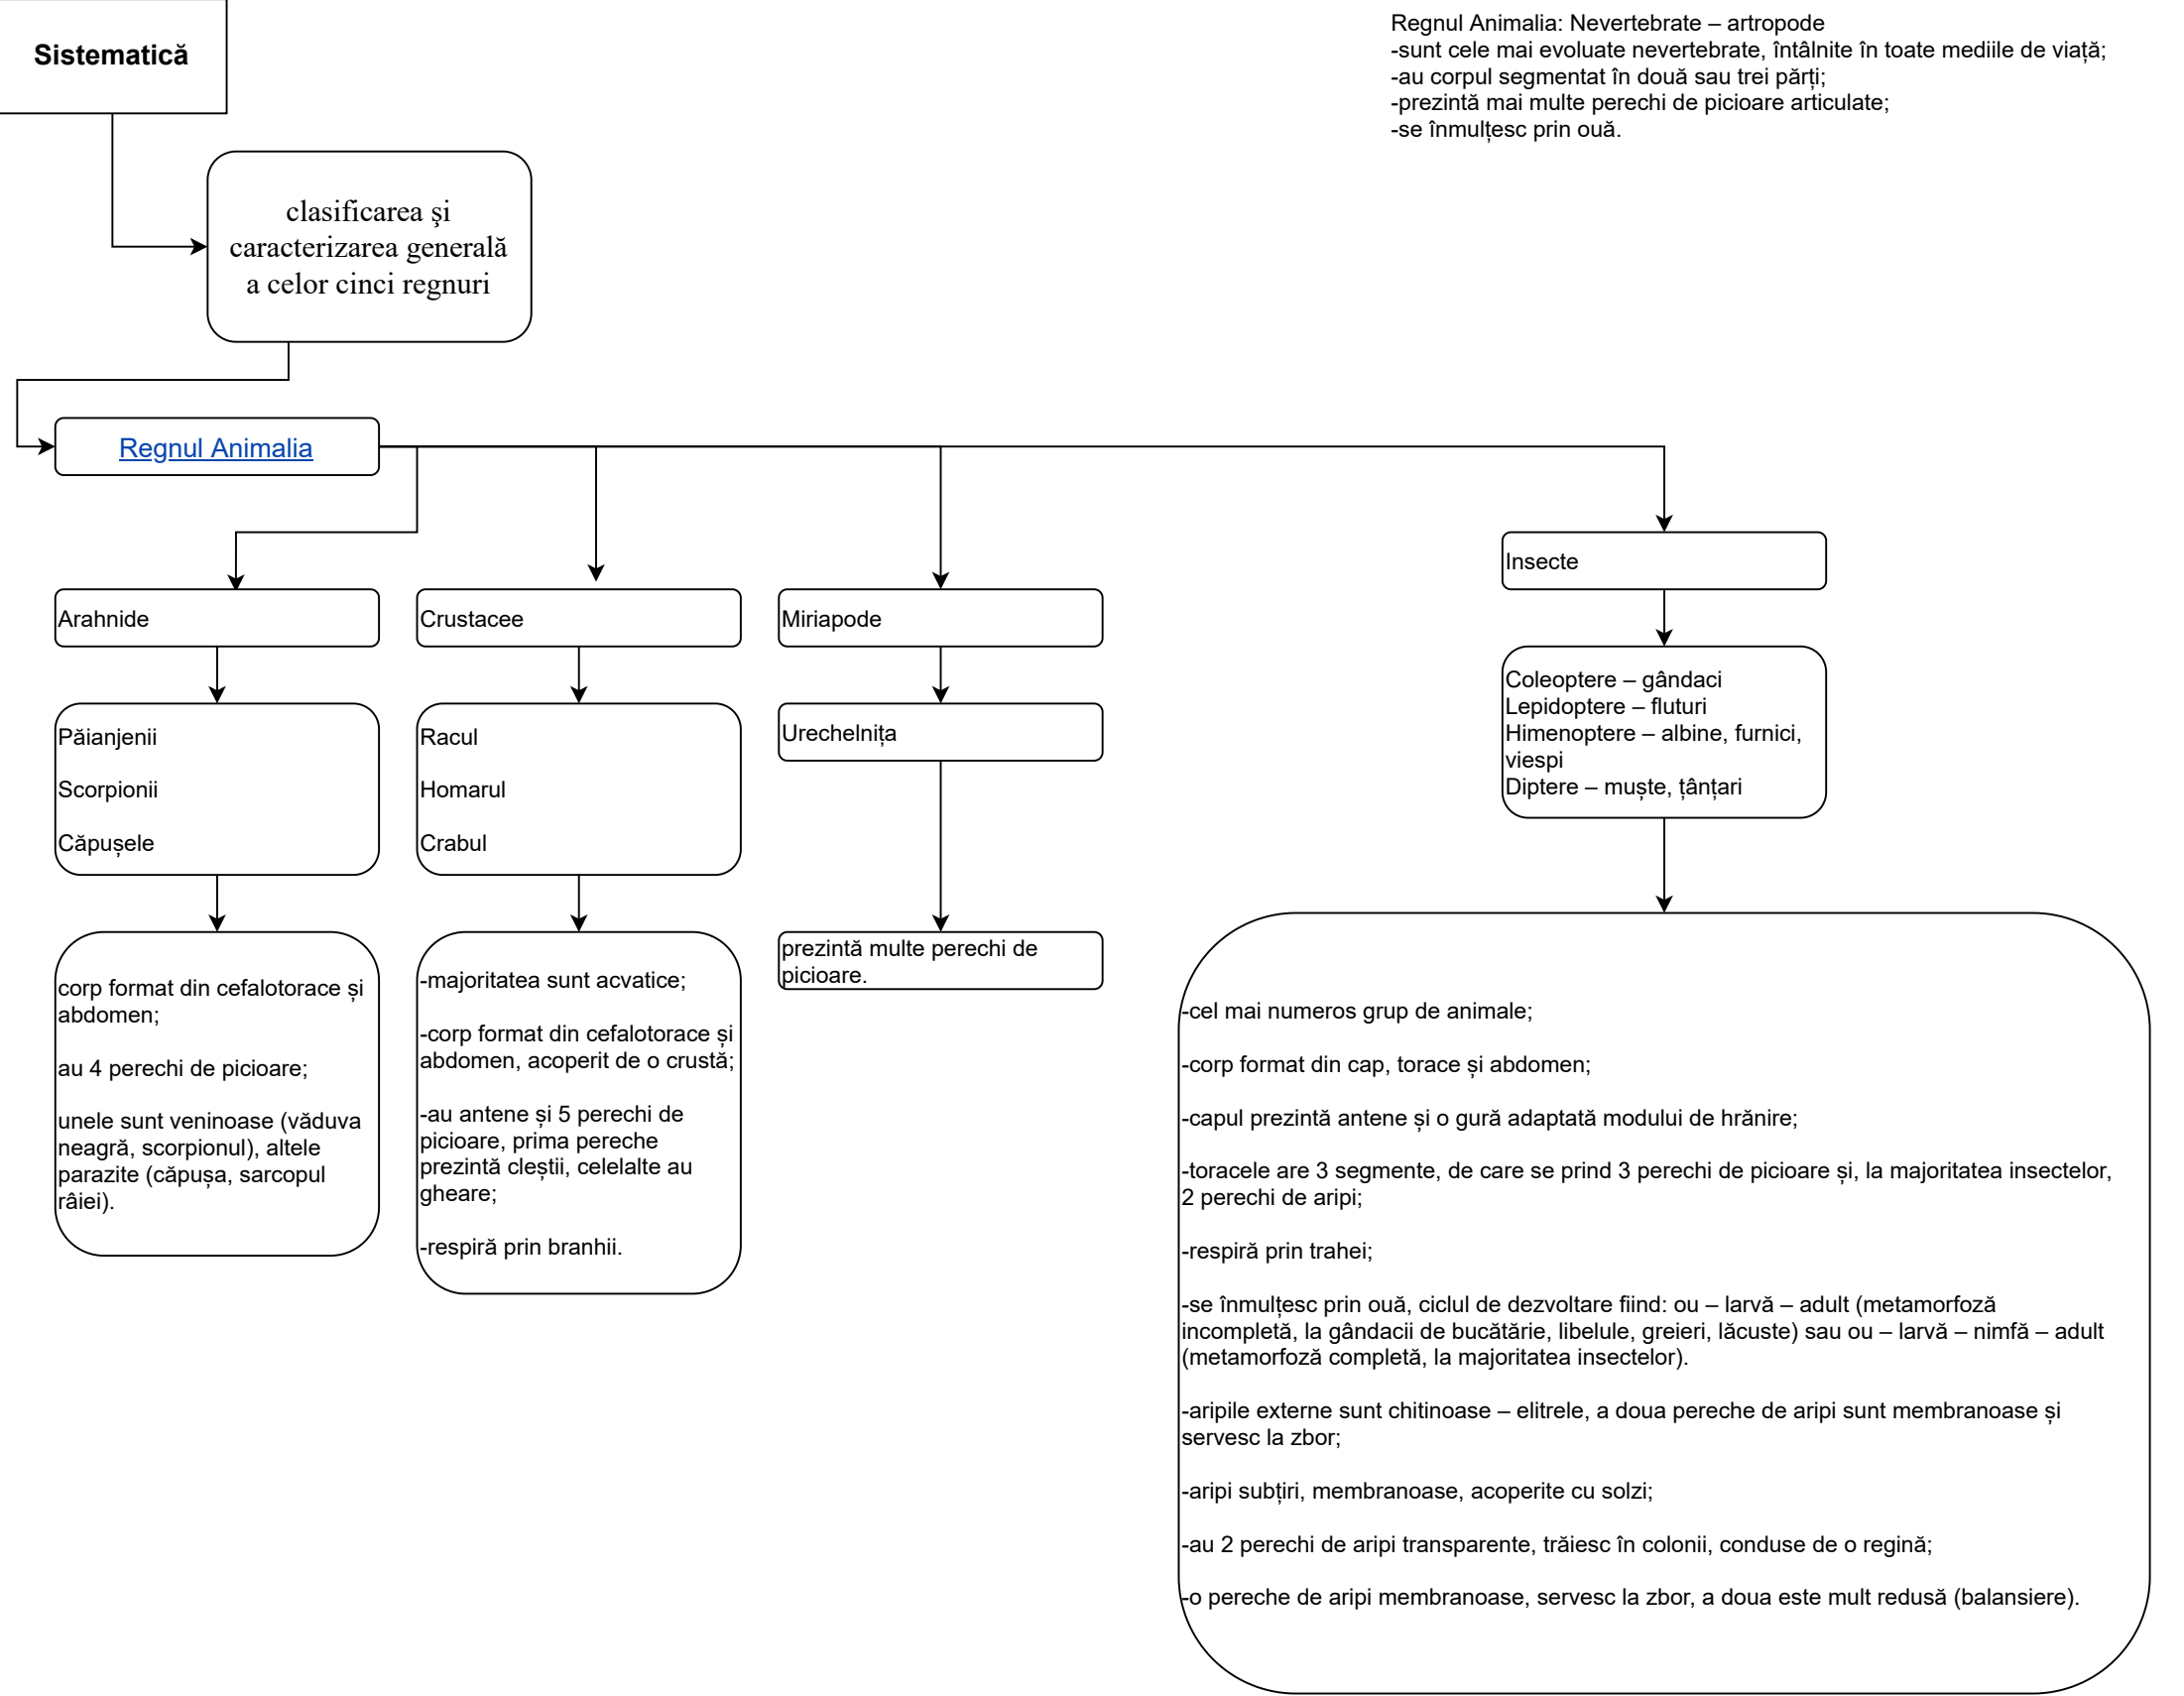 Sistematică
Regnul Animalia: Nevertebrate – artropode
-sunt cele mai evoluate nevertebrate, întâlnite în toate mediile de viață;
-au corpul segmentat în două sau trei părți;
-prezintă mai multe perechi de picioare articulate;
-se înmulțesc prin ouă.
clasificarea şi
caracterizarea generală
a celor cinci regnuri
Regnul Animalia
Arahnide
Păianjenii
Scorpionii
Căpușele
corp format din cefalotorace și
abdomen;
au 4 perechi de picioare;
unele sunt veninoase (văduva
neagră, scorpionul), altele
parazite (căpușa, sarcopul
râiei).
Crustacee
Racul
Homarul
Crabul
-majoritatea sunt acvatice;
-corp format din cefalotorace și
abdomen, acoperit de o crustă;
-au antene și 5 perechi de
picioare, prima pereche
prezintă cleștii, celelalte au
gheare;
-respiră prin branhii.
Miriapode
Urechelnița
prezintă multe perechi de
picioare.
Insecte
Coleoptere – gândaci
Lepidoptere – fluturi
Himenoptere – albine, furnici,
viespi
Diptere – muște, țânțari
-cel mai numeros grup de animale;
-corp format din cap, torace și abdomen;
-capul prezintă antene și o gură adaptată modului de hrănire;
-toracele are 3 segmente, de care se prind 3 perechi de picioare și, la majoritatea insectelor,
2 perechi de aripi;
-respiră prin trahei;
-se înmulțesc prin ouă, ciclul de dezvoltare fiind: ou – larvă – adult (metamorfoză
incompletă, la gândacii de bucătărie, libelule, greieri, lăcuste) sau ou – larvă – nimfă – adult
(metamorfoză completă, la majoritatea insectelor).
-aripile externe sunt chitinoase – elitrele, a doua pereche de aripi sunt membranoase și
servesc la zbor;
-aripi subțiri, membranoase, acoperite cu solzi;
-au 2 perechi de aripi transparente, trăiesc în colonii, conduse de o regină;
-o pereche de aripi membranoase, servesc la zbor, a doua este mult redusă (balansiere).